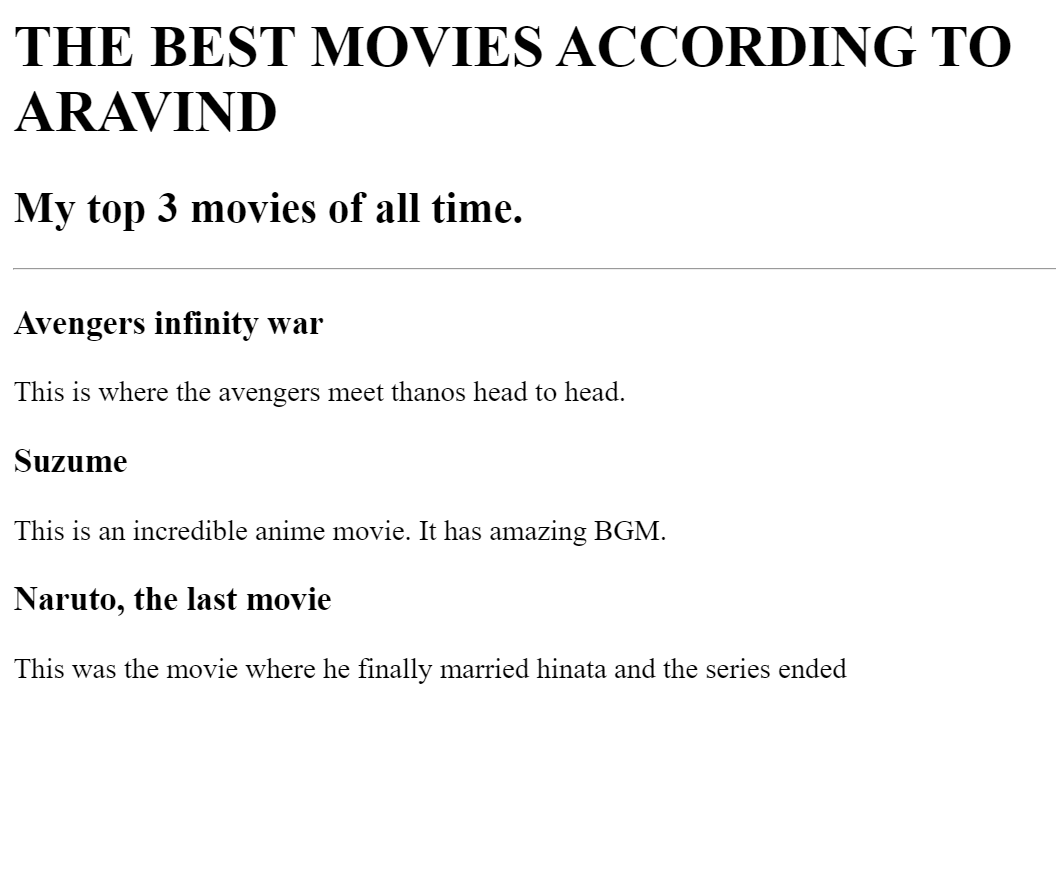 THE BEST MOVIES ACCORDING TO
ARAVIND
My top 3 movies of all time.
Avengers infinity war
This is where the avengers meet thanos head to head.
Suzume
This is an incredible anime movie. It has amazing BGM.
Naruto, the last movie
This was the movie where he finally married hinata and the series ended